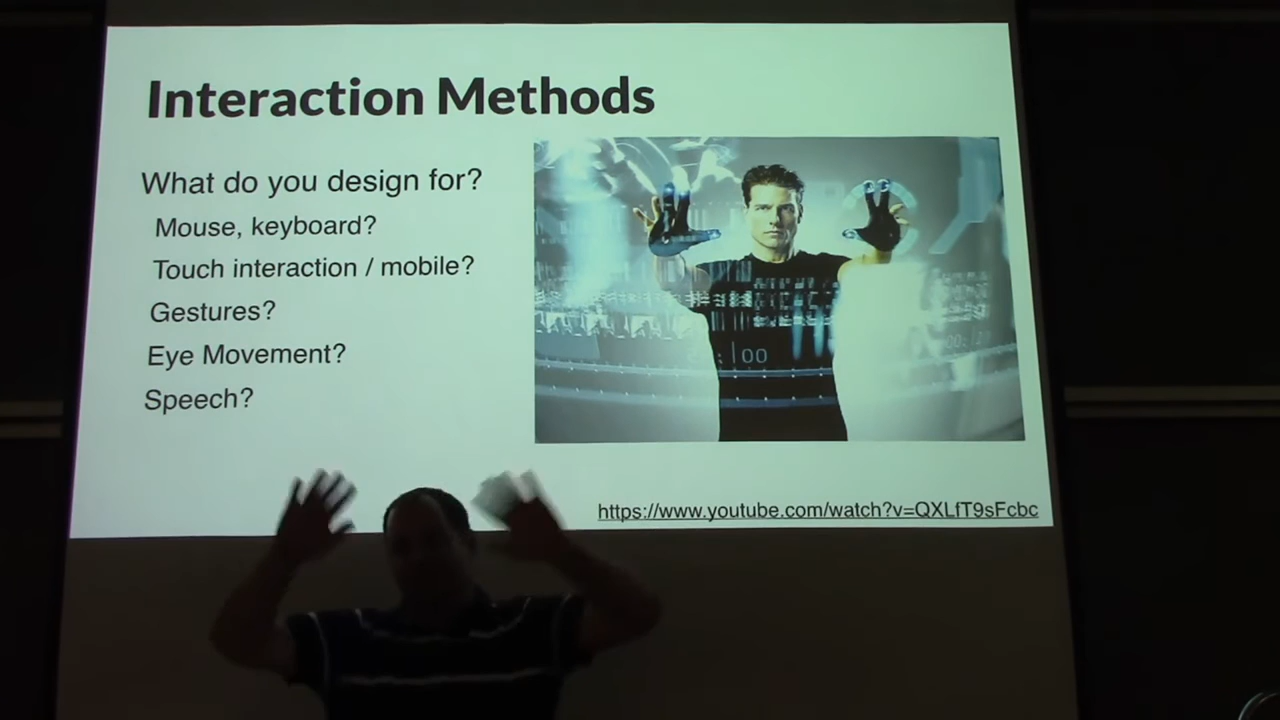 Interaction Methods
What do you design for?
Mouse, keyboard?
Touch interaction / mobile?
Gestures?
Eye Movement?
Speech?
https://www.youtube.com/watch?v=QXLfT9sFcbc